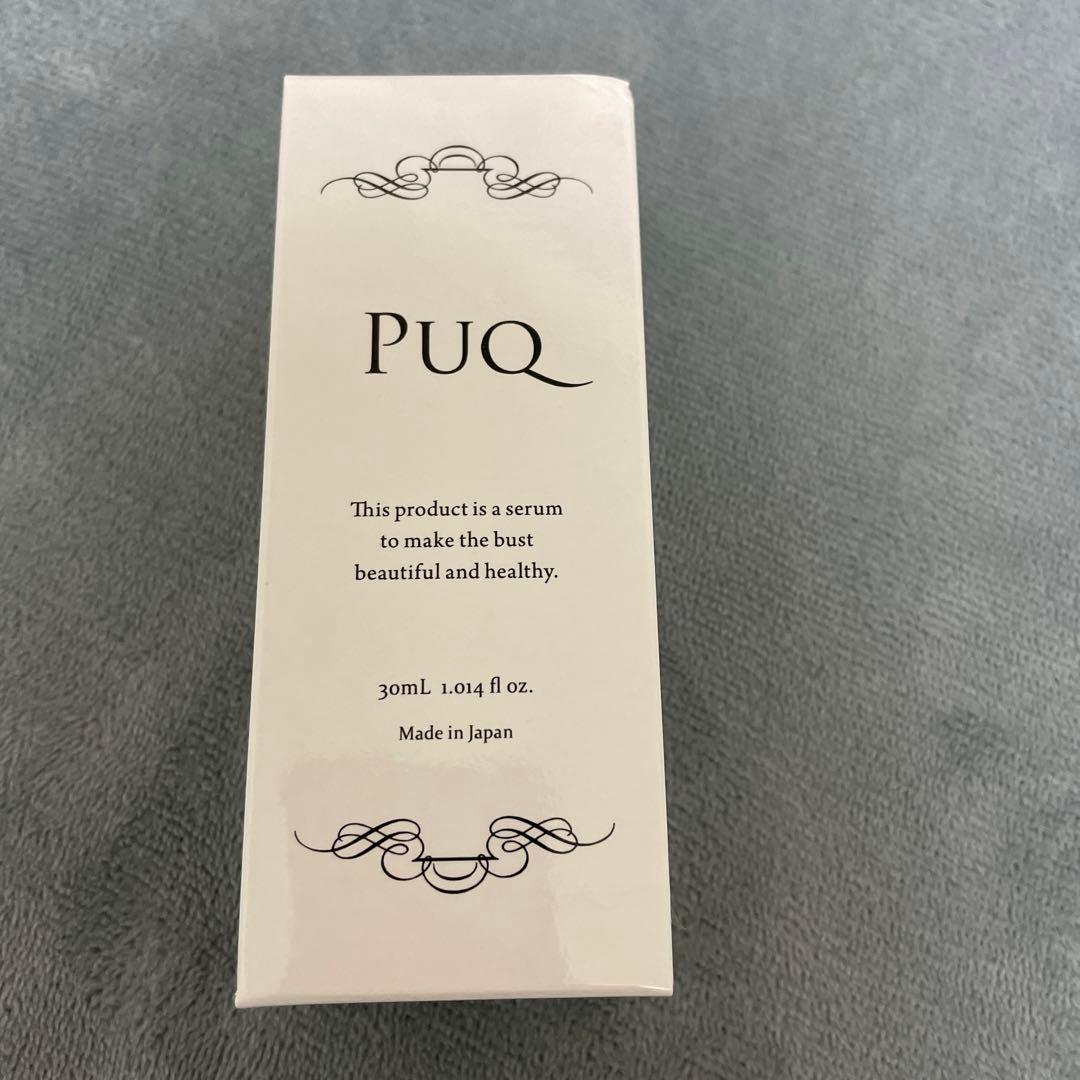 PUQ
This product is a serum
to make the bust
beautiful and healthy.
30mL 1.014 fl oz.
Made in Japan